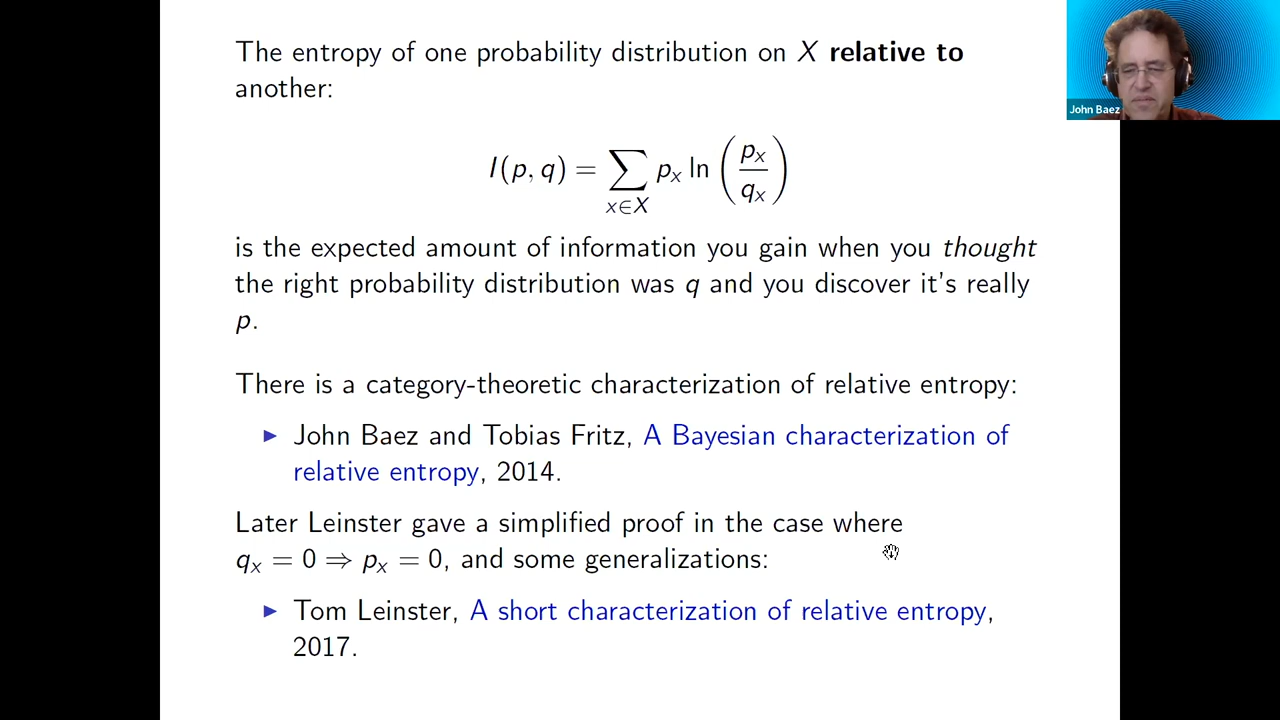 The entropy of one probability distribution on X relative to
another:
I(p, q) = ∑ p_x ln ( p_x / q_x )
x∈X
is the expected amount of information you gain when you thought
the right probability distribution was q and you discover it's really
p.
There is a category-theoretic characterization of relative entropy:
▶ John Baez and Tobias Fritz, A Bayesian characterization of
relative entropy, 2014.
Later Leinster gave a simplified proof in the case where
q_x = 0 ⇒ p_x = 0, and some generalizations:
▶ Tom Leinster, A short characterization of relative entropy,
2017.
John Baez